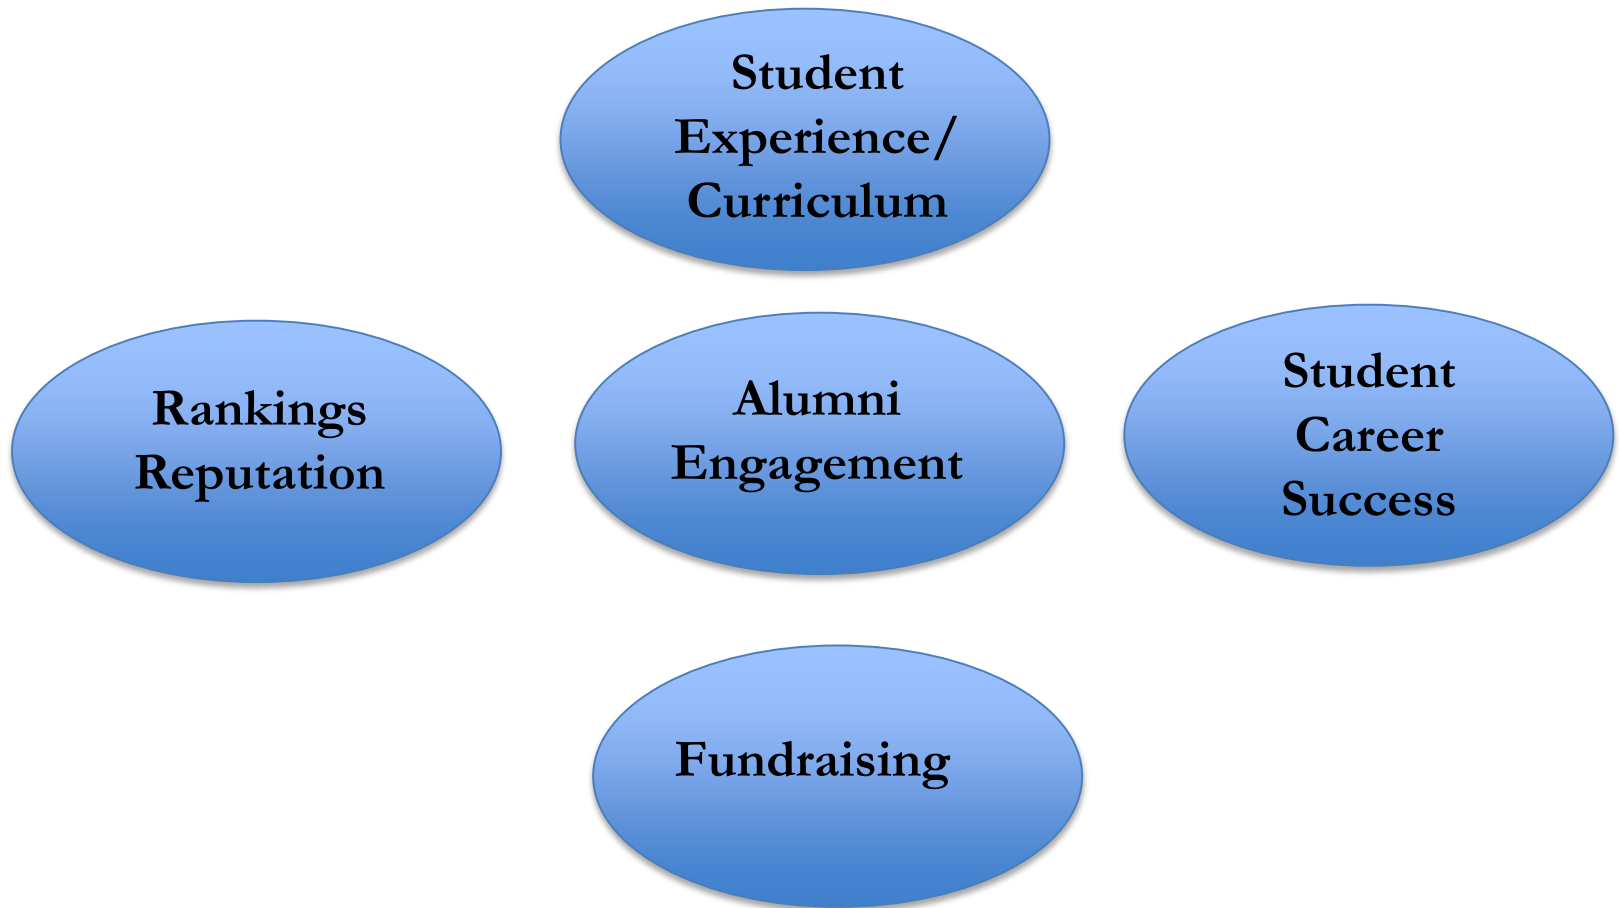 Student
Experience/
Curriculum
Rankings
Reputation
Alumni
Engagement
Student
Career
Success
Fundraising